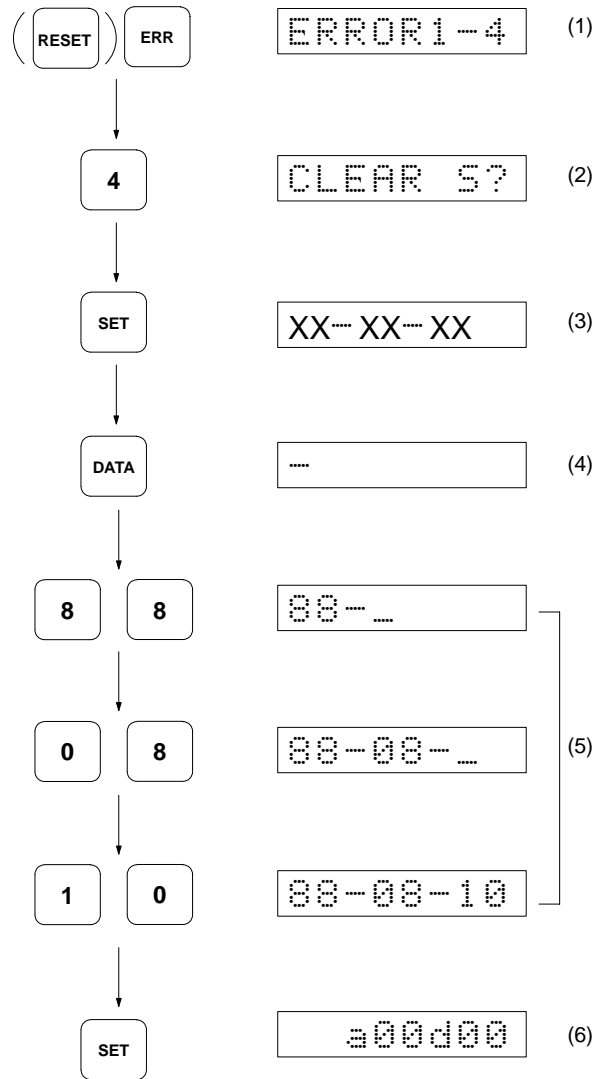 ( RESET ) ERR ERROR1-4 (1)
4 CLEAR S? (2)
SET XX-XX-XX (3)
DATA - (4)
8 8 88-_
0 8 88-08-_ (5)
1 0 88-08-10
SET a00d00 (6)